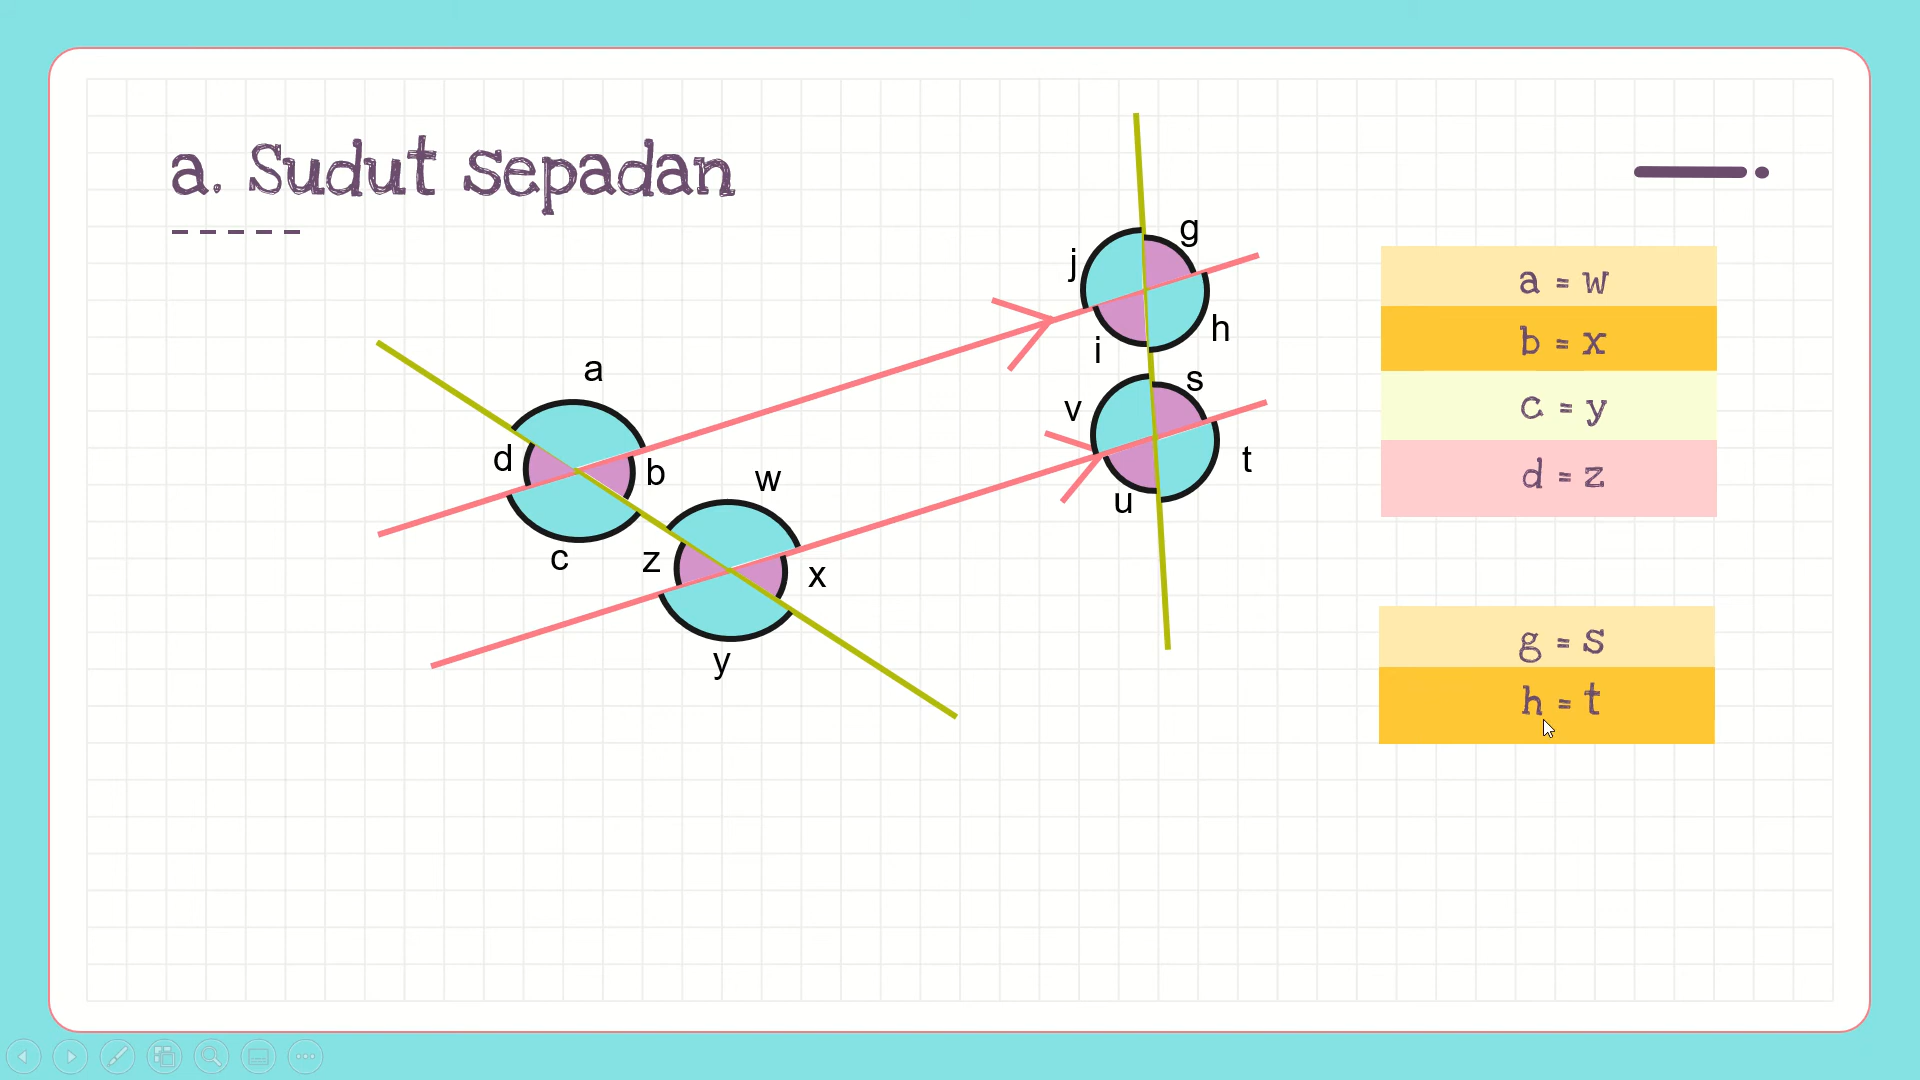 a. Sudut Sepadan
g
j
h
i
a
s
v
d
b
w
t
u
c
z
x
y
a = w
b = x
c = y
d = z
g = s
h = t